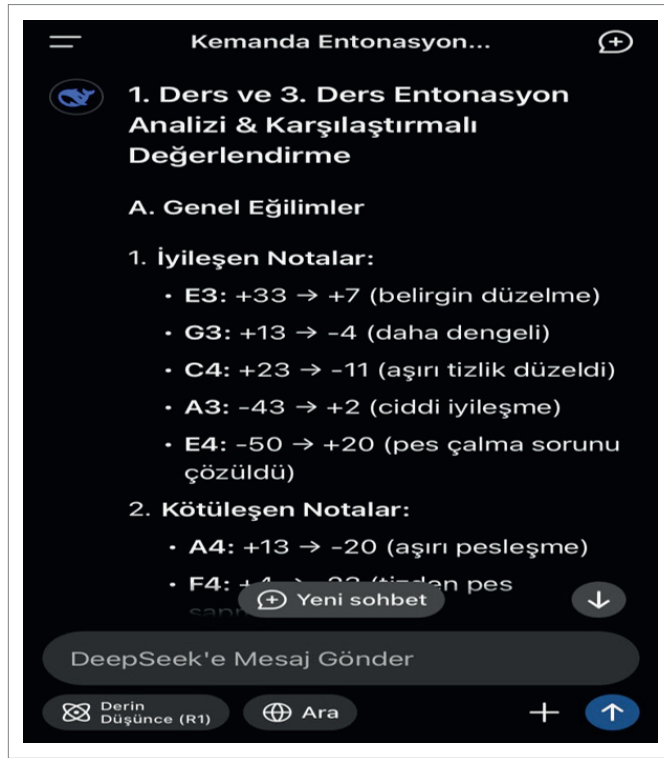 Kemanda Entonasyon...
1. Ders ve 3. Ders Entonasyon
Analizi & Karşılaştırmalı
Değerlendirme
A. Genel Eğilimler
1. İyileşen Notalar:
• E3: +33 → +7 (belirgin düzelme)
• G3: +13 → -4 (daha dengeli)
• C4: +23 → -11 (aşırı tizlik düzeldi)
• A3: -43 → +2 (ciddi iyileşme)
• E4: -50 → +20 (pes çalma sorunu
çözüldü)
2. Kötüleşen Notalar:
• A4: +13 → -20 (aşırı pesleşme)
• F4: pes
Yeni sohbet
DeepSeek'e Mesaj Gönder
Derin
Düşünce (R1)
Ara